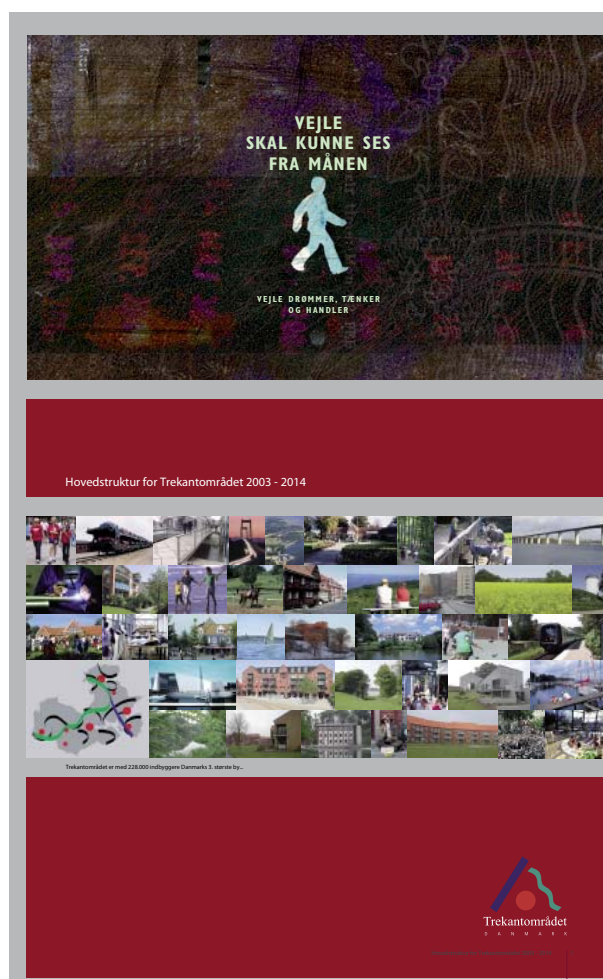 VEJLE
SKAL KUNNE SES
FRA MÅNEN
VEJLE DRØMMER, TÆNKER
OG HANDLER
Hovedstruktur for Trekantområdet 2003 - 2014
Trekantområdet er med 228.000 indbyggere Danmarks 3. største by...
Trekantområdet
DANMARK